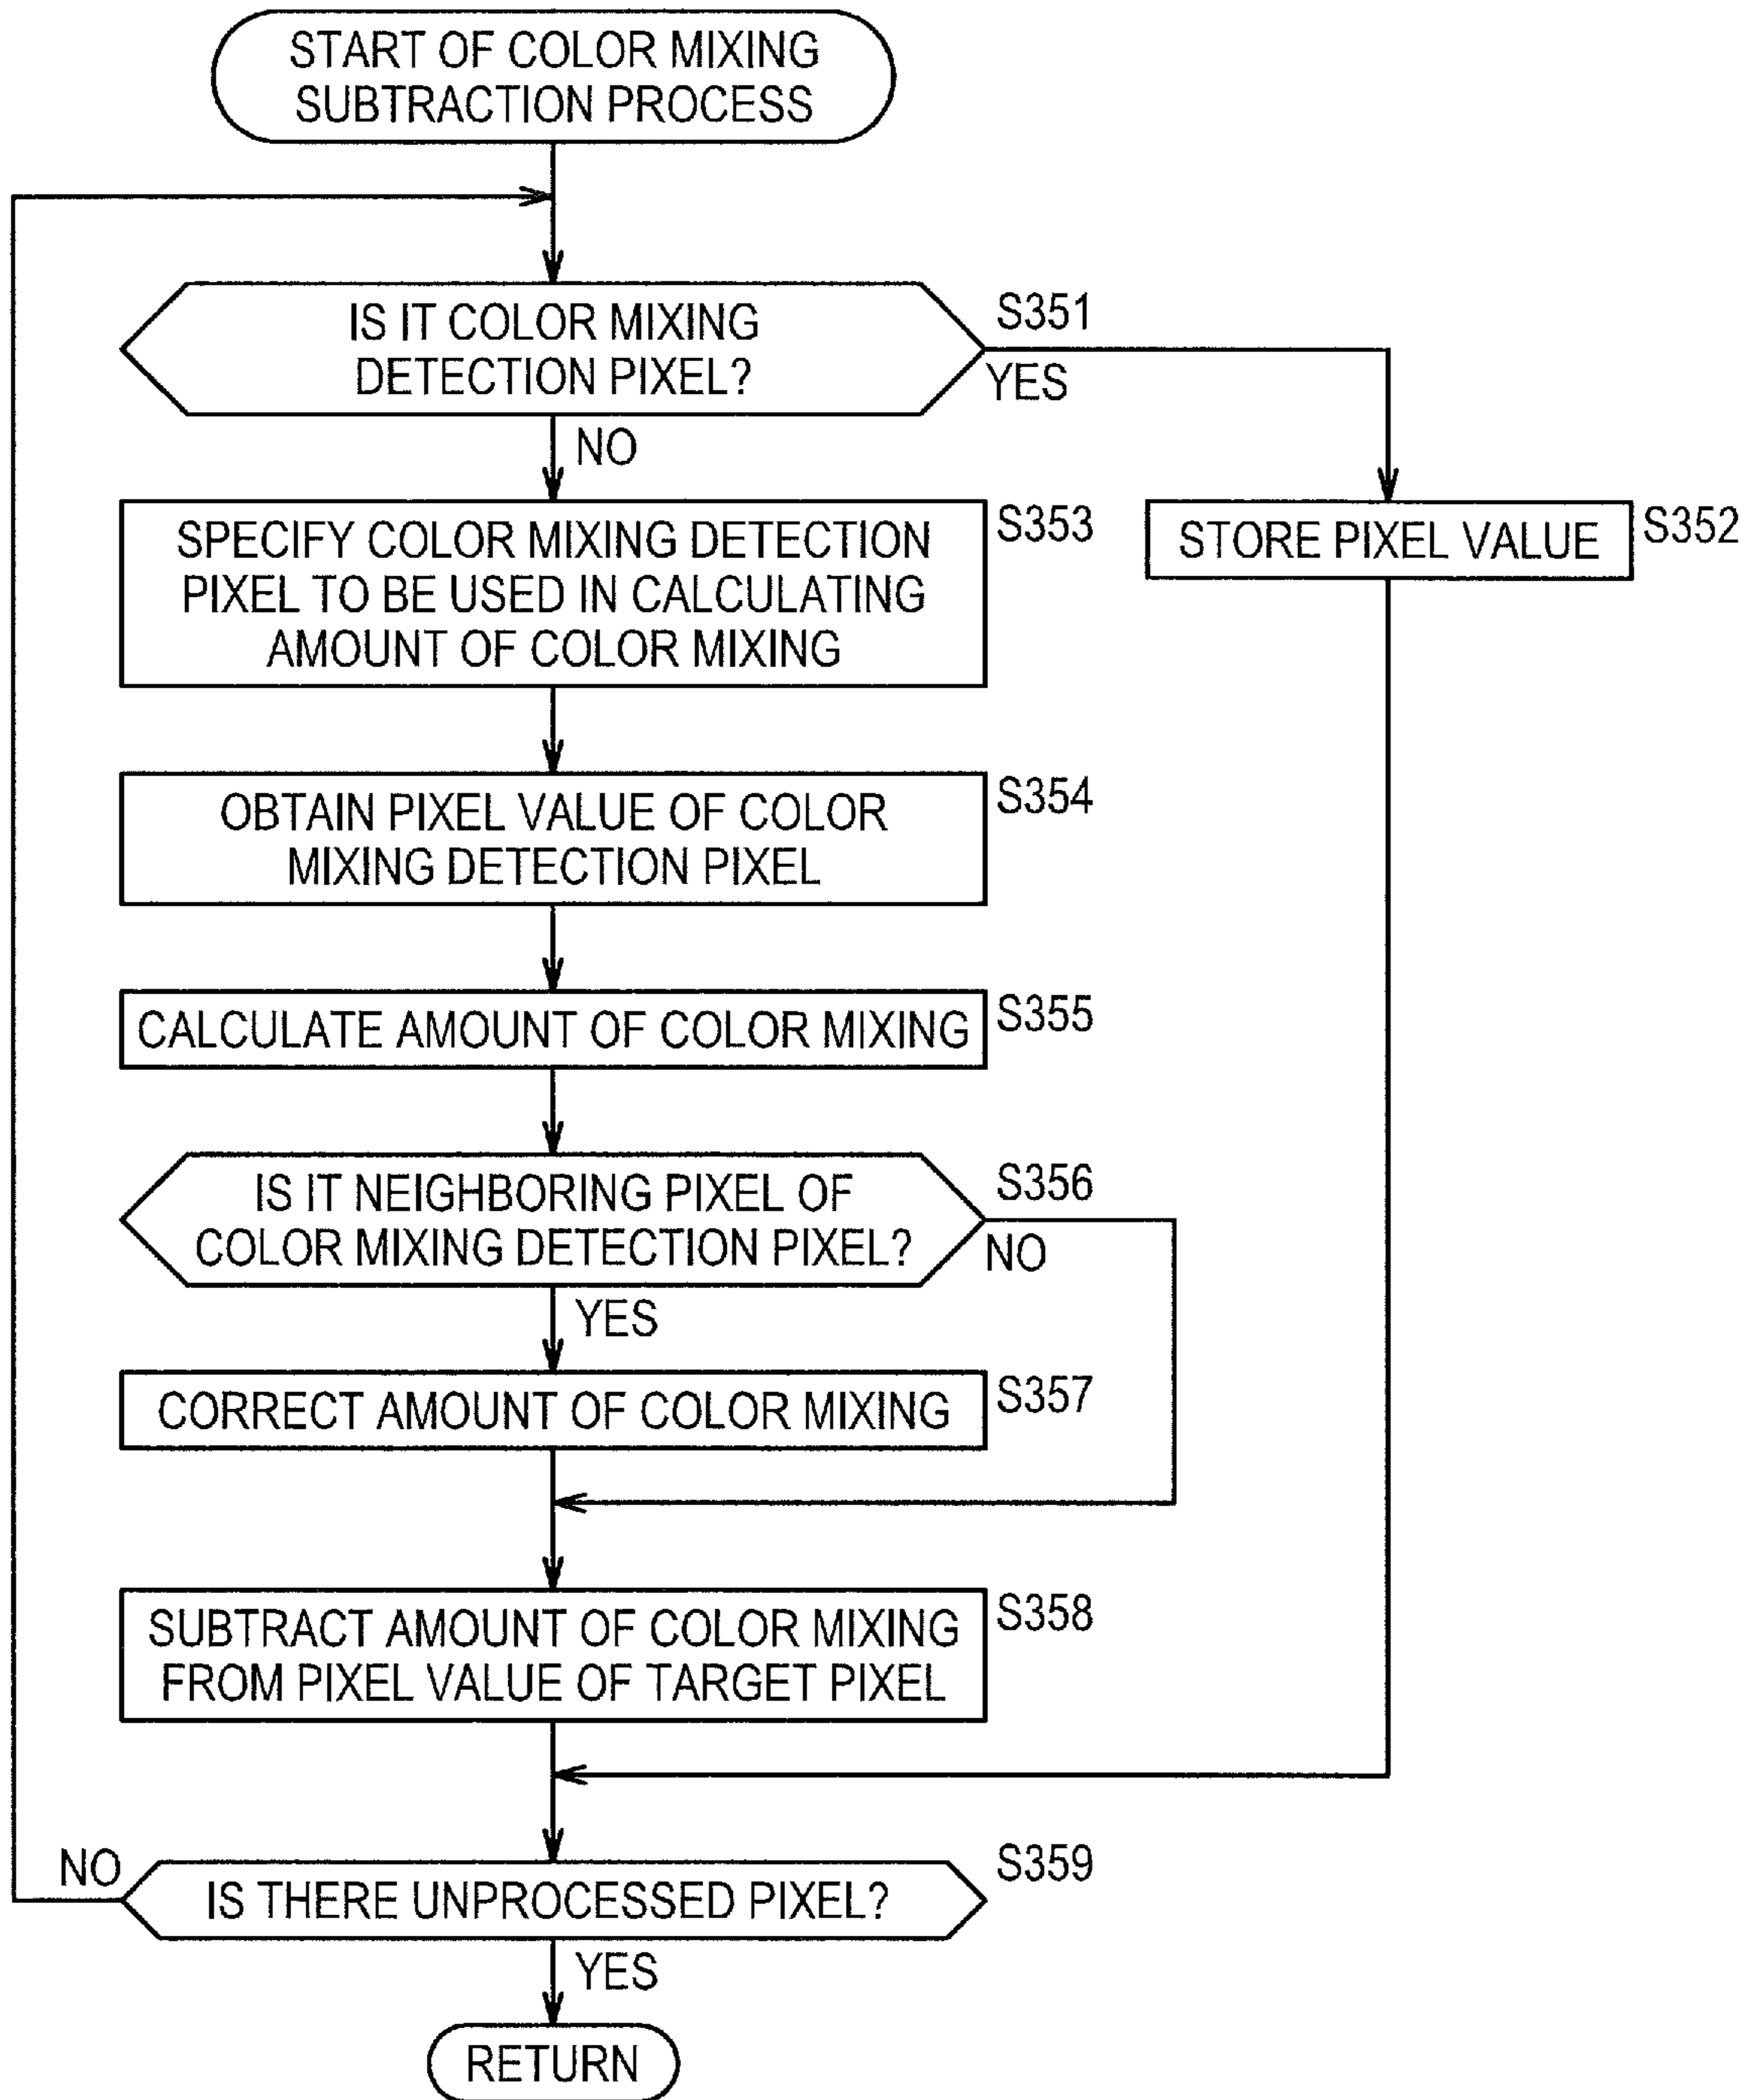 START OF COLOR MIXING
SUBTRACTION PROCESS
IS IT COLOR MIXING
DETECTION PIXEL?
S351
YES
NO
SPECIFY COLOR MIXING DETECTION
PIXEL TO BE USED IN CALCULATING
AMOUNT OF COLOR MIXING
S353
STORE PIXEL VALUE
S352
OBTAIN PIXEL VALUE OF COLOR
MIXING DETECTION PIXEL
S354
CALCULATE AMOUNT OF COLOR MIXING
S355
IS IT NEIGHBORING PIXEL OF
COLOR MIXING DETECTION PIXEL?
S356
NO
YES
CORRECT AMOUNT OF COLOR MIXING
S357
SUBTRACT AMOUNT OF COLOR MIXING
FROM PIXEL VALUE OF TARGET PIXEL
S358
NO
IS THERE UNPROCESSED PIXEL?
S359
YES
RETURN